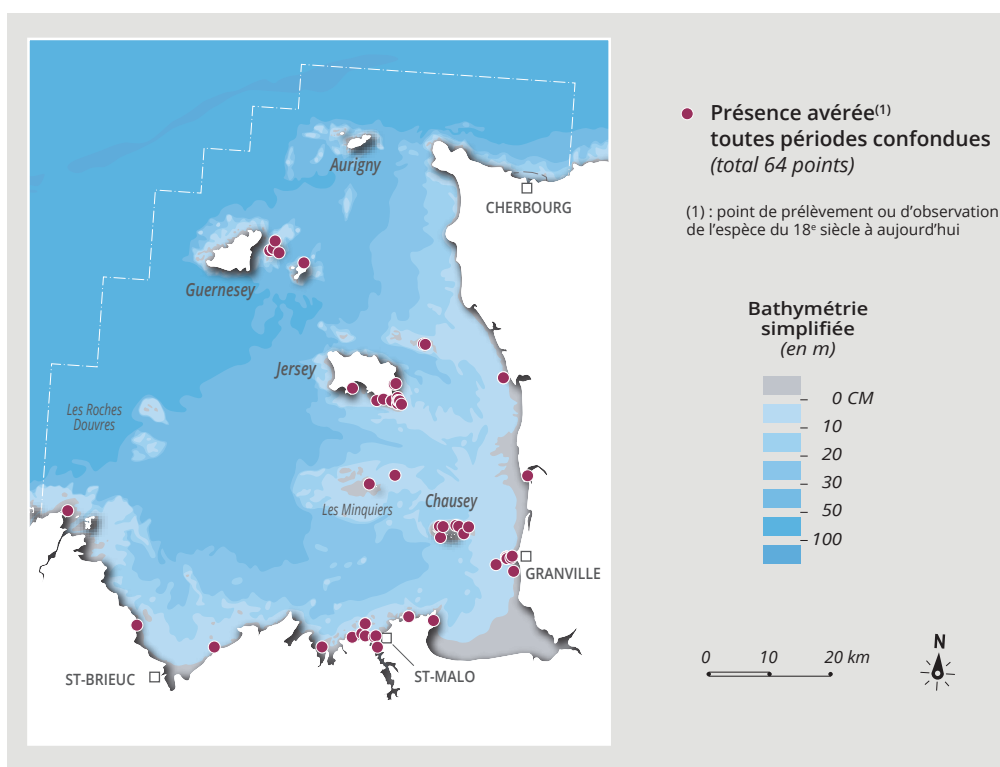 Aurigny
CHERBOURG
Guernesey
Jersey
Les Roches
Douvres
Les Minquiers
Chausey
GRANVILLE
ST-BRIEUC
ST-MALO
Présence avérée(1)
toutes périodes confondues
(total 64 points)
(1) : point de prélèvement ou d'observation
de l'espèce du 18e siècle à aujourd'hui
Bathymétrie
simplifiée
(en m)
0 CM
10
20
30
50
100
0 10 20 km
N